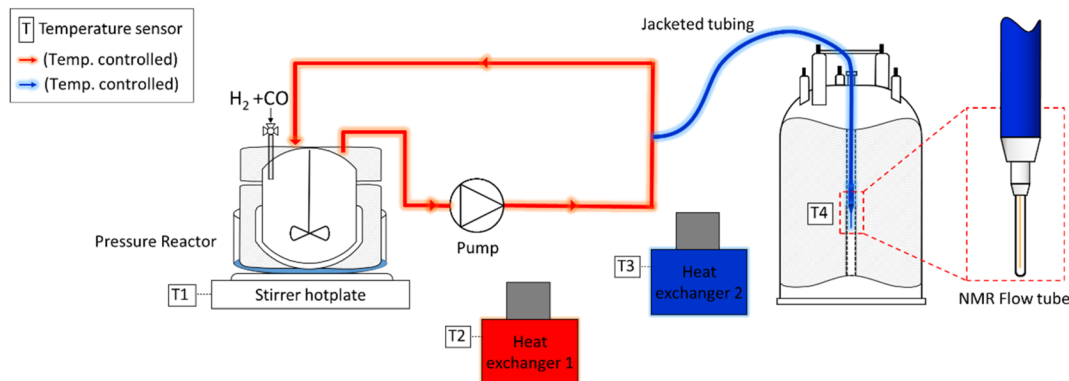 T Temperature sensor
(Temp. controlled)
(Temp. controlled)
H₂ +CO
Jacketed tubing
Pressure Reactor
Pump
T4
T3
Heat
exchanger 2
T1
Stirrer hotplate
T2
Heat
exchanger 1
NMR Flow tube